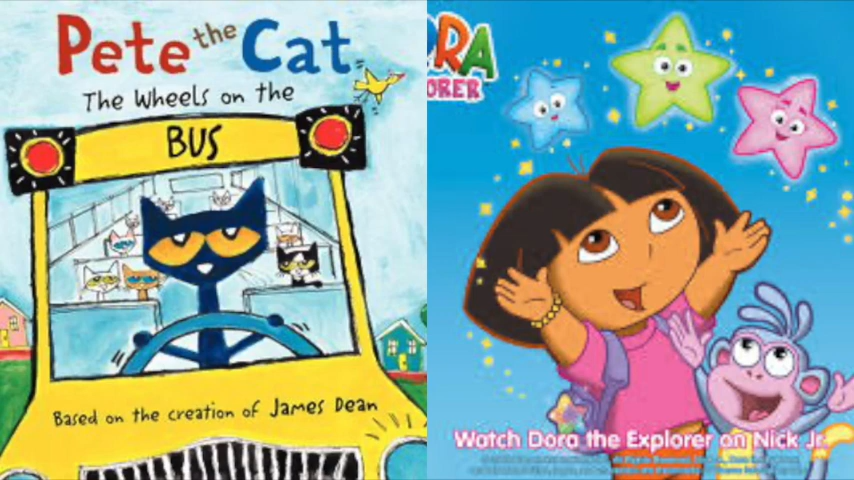 Pete the Cat
The Wheels on the
BUS
Based on the creation of James Dean
RA
ORER
Watch Dora the Explorer on Nick Jr.